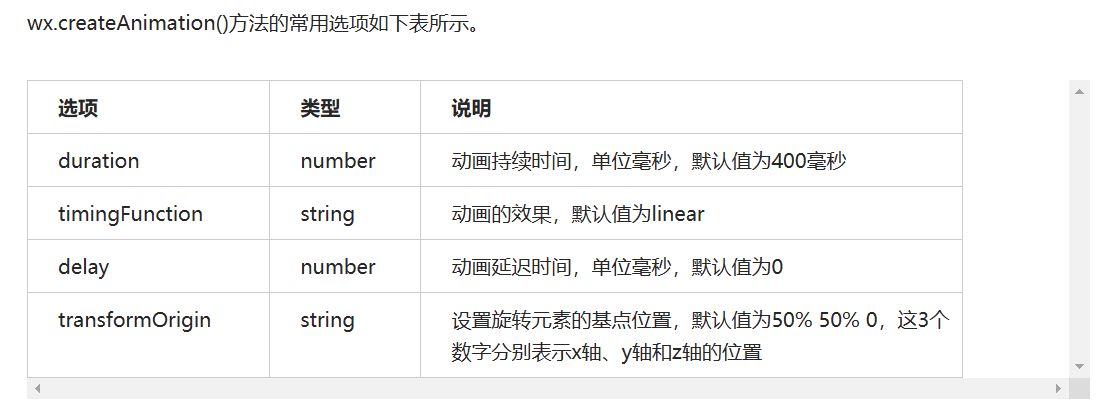 wx.createAnimation()方法的常用选项如下表所示。
选项 类型 说明
duration number 动画持续时间，单位毫秒，默认值为400毫秒
timingFunction string 动画的效果，默认值为linear
delay number 动画延迟时间，单位毫秒，默认值为0
transformOrigin string 设置旋转元素的基点位置，默认值为50% 50% 0，这3个
数字分别表示x轴、y轴和z轴的位置